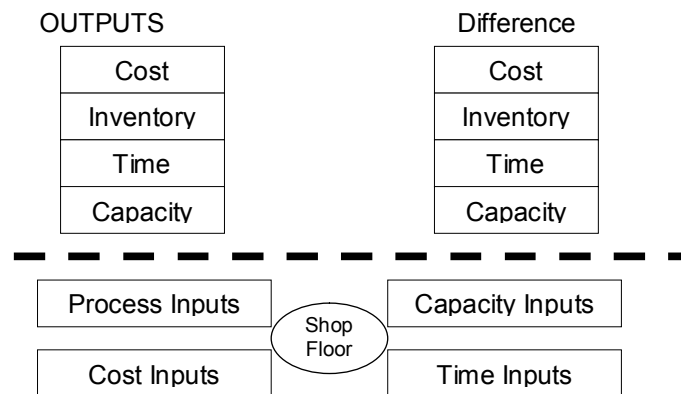 OUTPUTS Difference
Cost Cost
Inventory Inventory
Time Time
Capacity Capacity
Process Inputs Capacity Inputs
Shop
Floor
Cost Inputs Time Inputs